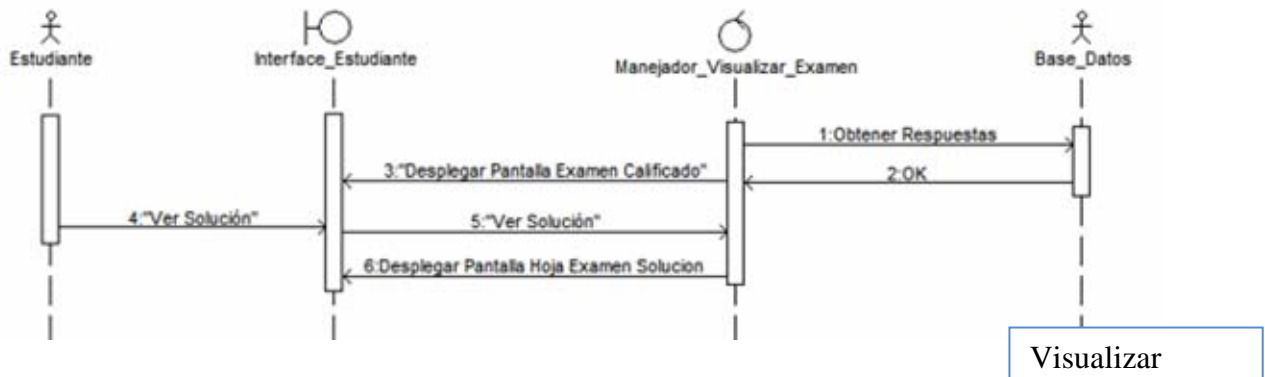 Estudiante
Interface_Estudiante
Manejador_Visualizar_Examen
Base_Datos
1:Obtener Respuestas
3:"Desplegar Pantalla Examen Calificado"
2:OK
4:"Ver Solución"
5:"Ver Solución"
6:Desplegar Pantalla Hoja Examen Solucion
Visualizar